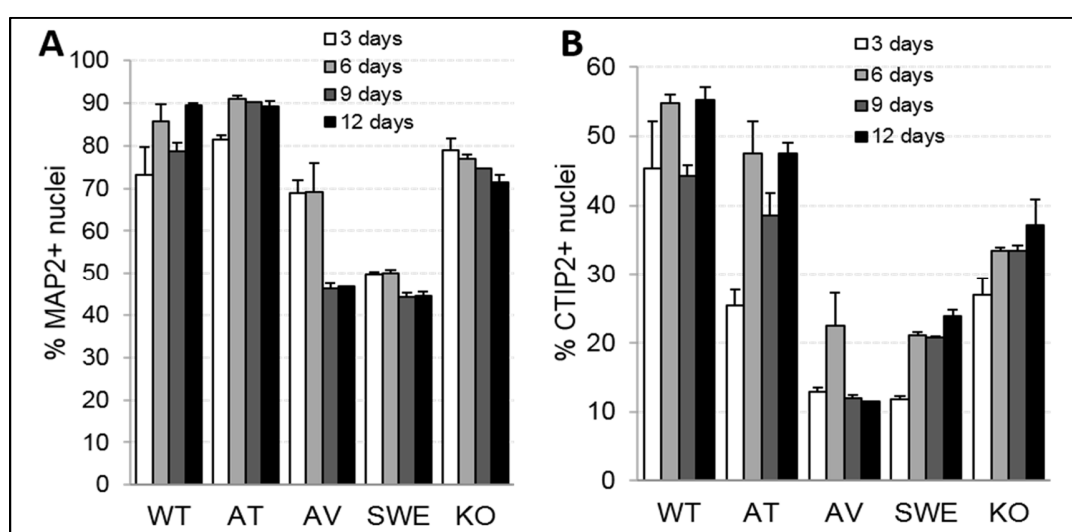 A
3 days
6 days
9 days
12 days
% MAP2+ nuclei
100
90
80
70
60
50
40
30
20
10
0
WT AT AV SWE KO
B
3 days
6 days
9 days
12 days
% CTIP2+ nuclei
60
50
40
30
20
10
0
WT AT AV SWE KO